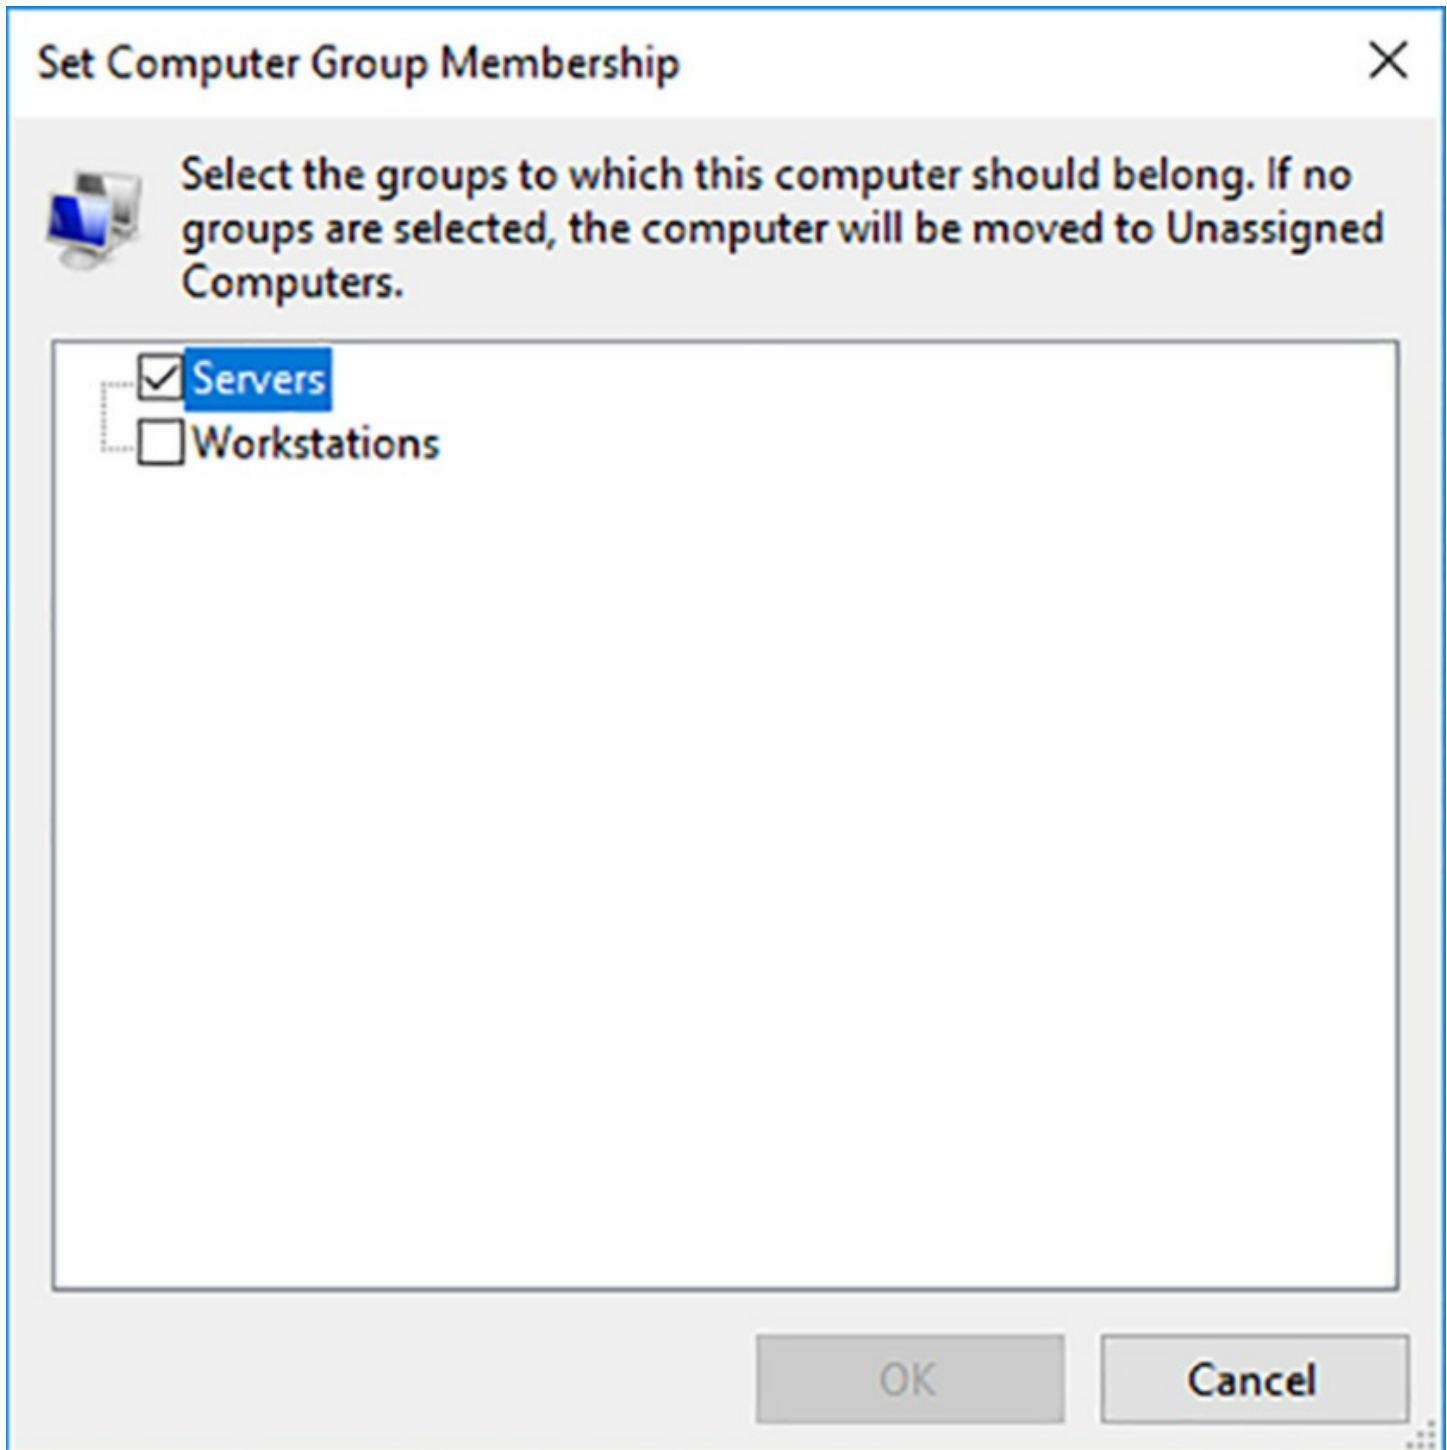 Set Computer Group Membership
Select the groups to which this computer should belong. If no
groups are selected, the computer will be moved to Unassigned
Computers.
Servers
Workstations
OK
Cancel